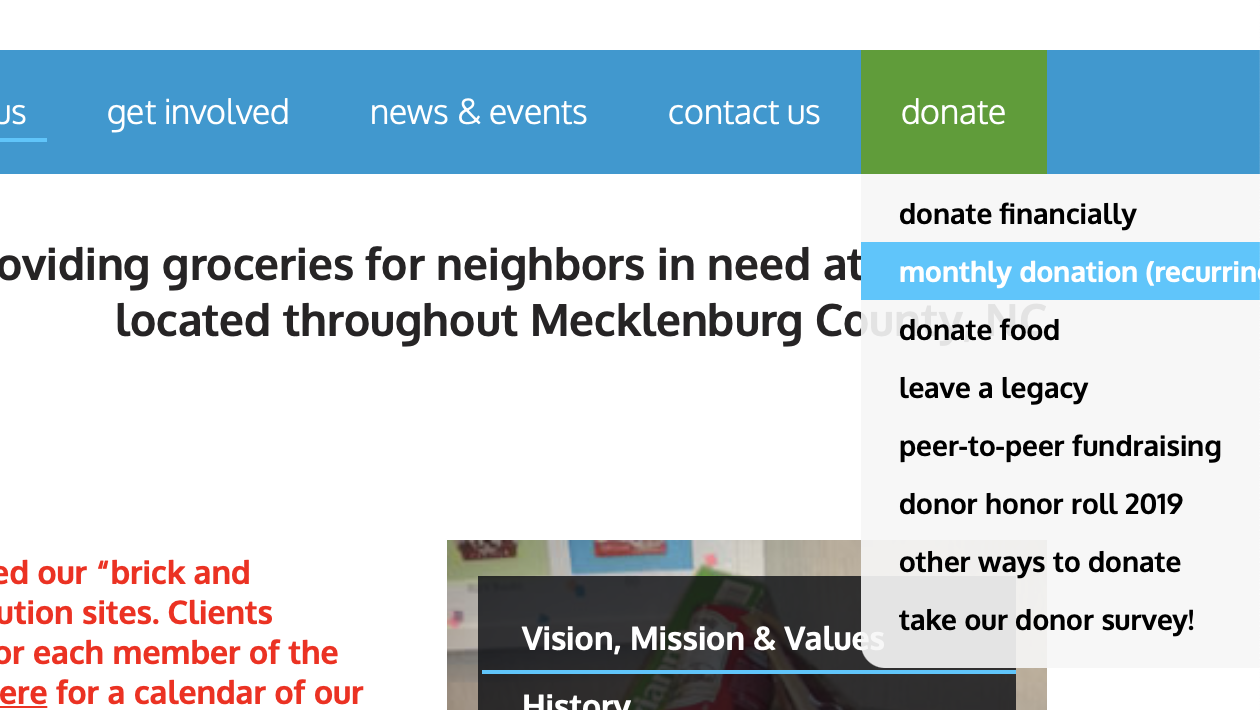 us get involved news & events contact us donate
donate financially
monthly donation (recurring
donate food
leave a legacy
peer-to-peer fundraising
donor honor roll 2019
other ways to donate
take our donor survey!
oviding groceries for neighbors in need at
located throughout Mecklenburg County, NC
ed our “brick and
ution sites. Clients
or each member of the
ere for a calendar of our
Vision, Mission & Values
History